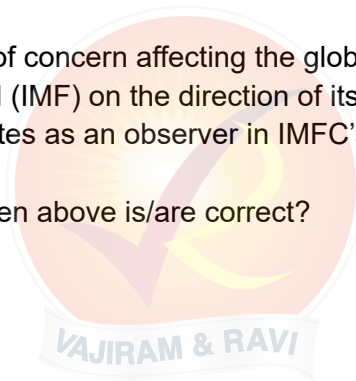 of concern affecting the glob
(IMF) on the direction of its
tes as an observer in IMFC'
en above is/are correct?
VAJIRAM & RAVI